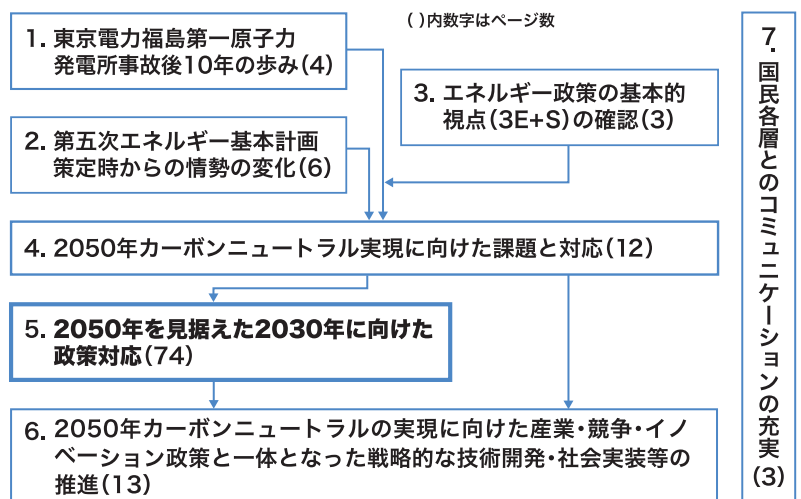 ( )内数字はページ数
1. 東京電力福島第一原子力
発電所事故後10年の歩み(4)
3. エネルギー政策の基本的
視点(3E+S)の確認(3)
2. 第五次エネルギー基本計画
策定時からの情勢の変化(6)
4. 2050年カーボンニュートラル実現に向けた課題と対応(12)
5. 2050年を見据えた2030年に向けた
政策対応(74)
6. 2050年カーボンニュートラルの実現に向けた産業・競争・イノ
ベーション政策と一体となった戦略的な技術開発・社会実装等の
推進(13)
7. 国民各層とのコミュニケーションの充実(3)